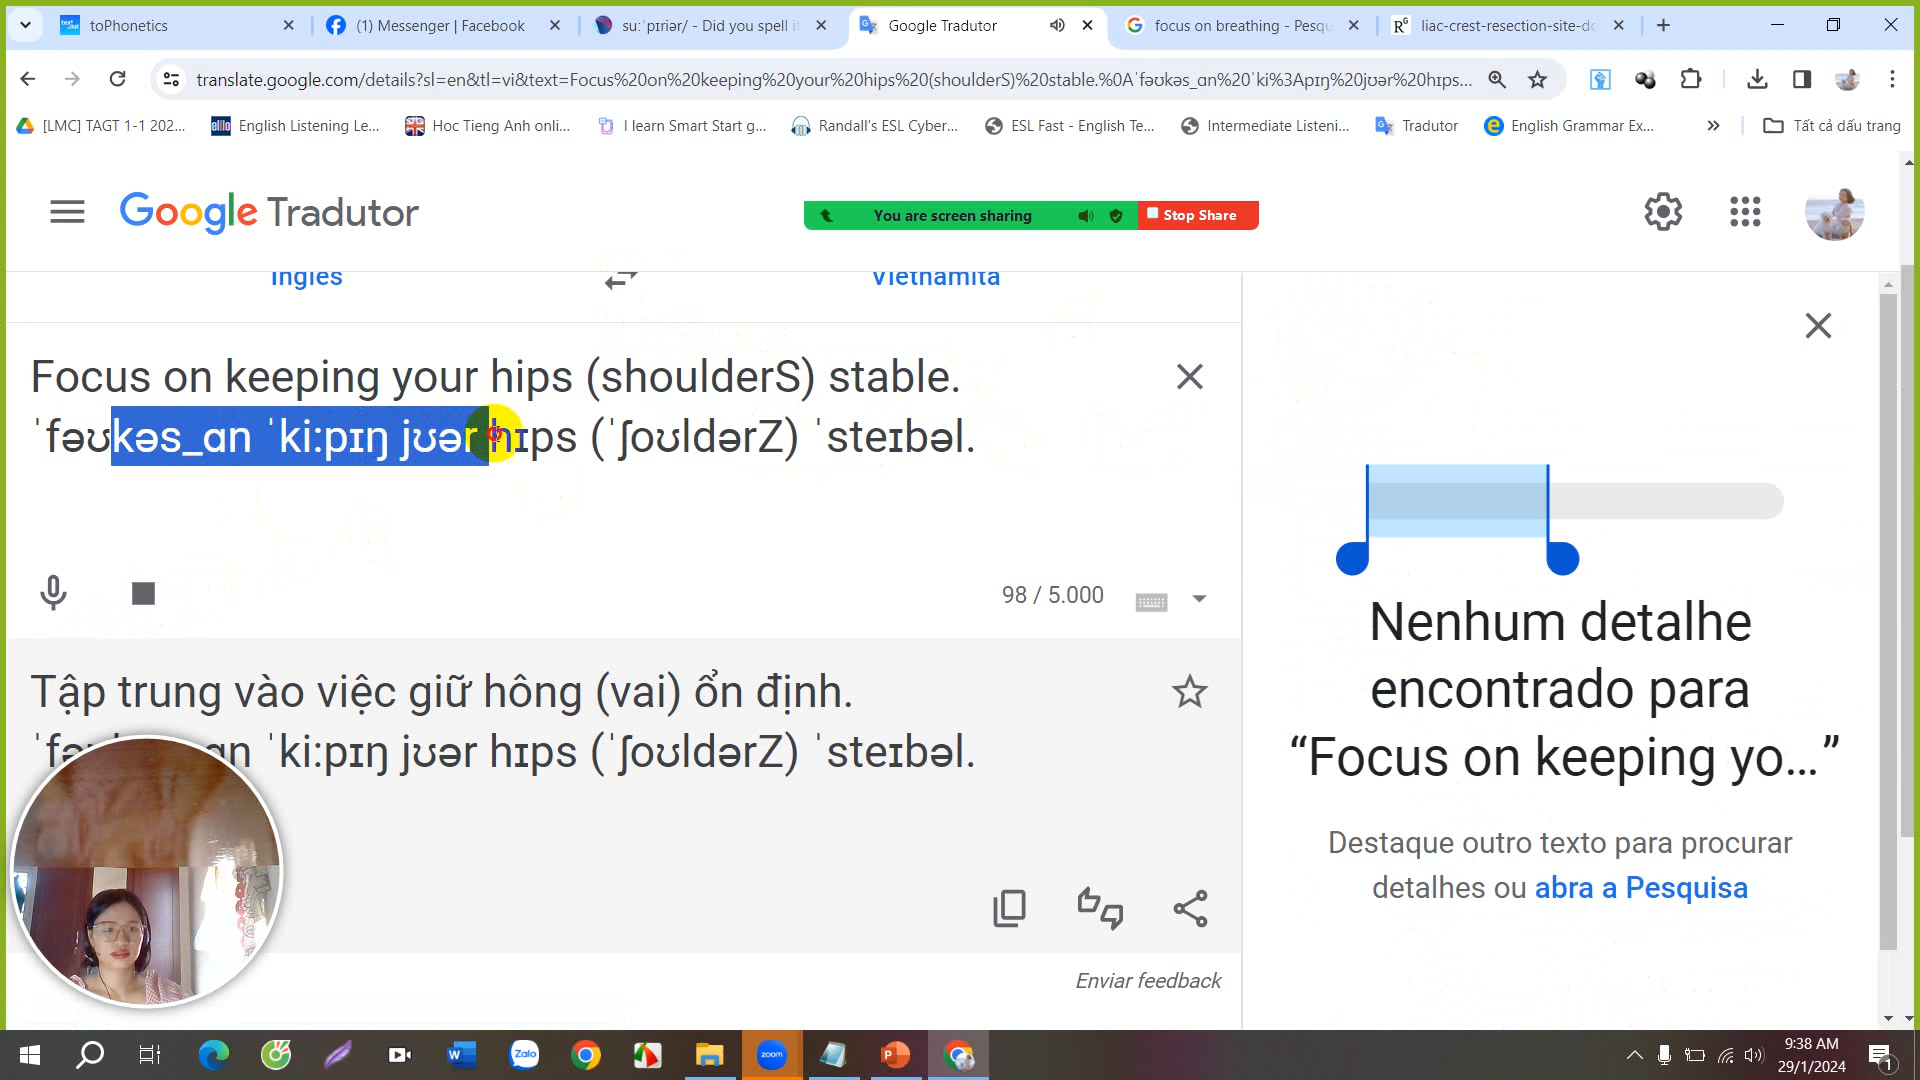 toPhonetics
(1) Messenger | Facebook
suːˈpɪriər/ - Did you spell it
Google Tradutor
focus on breathing - Pesqu
liac-crest-resection-site-do
translate.google.com/details?sl=en&tl=vi&text=Focus%20on%20keeping%20your%20hips%20(shoulderS)%20stable.%0Aˈfəʊkəs_ɑn%20ˈki%3Apɪŋ%20jʊər%20hɪps...
[LMC] TAGT 1-1 202...
English Listening Le...
Hoc Tieng Anh onli...
I learn Smart Start g...
Randall's ESL Cyber...
ESL Fast - English Te...
Intermediate Listeni...
Tradutor
English Grammar Ex...
Tất cả dấu trang
Google Tradutor
You are screen sharing
Stop Share
Inglês
Vietnamita
Focus on keeping your hips (shoulderS) stable.
ˈfəʊkəs_ɑn ˈki:pɪŋ jʊər hɪps (ˈʃoʊldərZ) ˈsteɪbəl.
98 / 5.000
Tập trung vào việc giữ hông (vai) ổn định.
ˈki:pɪŋ jʊər hɪps (ˈʃoʊldərZ) ˈsteɪbəl.
Enviar feedback
Nenhum detalhe
encontrado para
“Focus on keeping yo...”
Destaque outro texto para procurar
detalhes ou abra a Pesquisa
Zalo
zoom
9:38 AM
29/1/2024
1